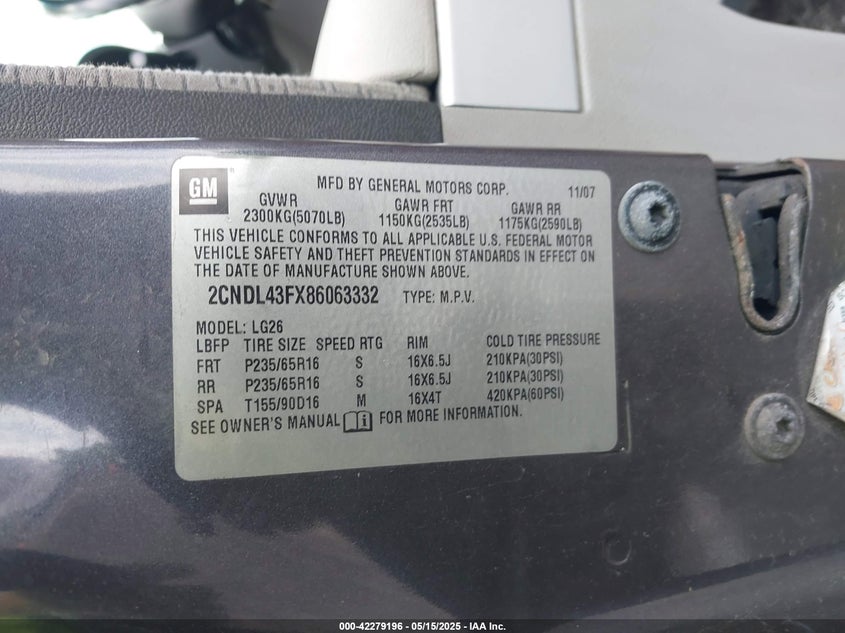 GM
MFD BY GENERAL MOTORS CORP. 11/07
GVWR GAWR FRT GAWR RR
2300KG(5070LB) 1150KG(2535LB) 1175KG(2590LB)
THIS VEHICLE CONFORMS TO ALL APPLICABLE U.S. FEDERAL MOTOR
VEHICLE SAFETY AND THEFT PREVENTION STANDARDS IN EFFECT ON
THE DATE OF MANUFACTURE SHOWN ABOVE.
2CNDL43FX86063332 TYPE: M.P.V.
MODEL: LG26
LBFP TIRE SIZE SPEED RTG RIM COLD TIRE PRESSURE
FRT P235/65R16 S 16X6.5J 210KPA(30PSI)
RR P235/65R16 S 16X6.5J 210KPA(30PSI)
SPA T155/90D16 M 16X4T 420KPA(60PSI)
SEE OWNER'S MANUAL FOR MORE INFORMATION.
000-42279196 - 05/15/2025 - IAA Inc.